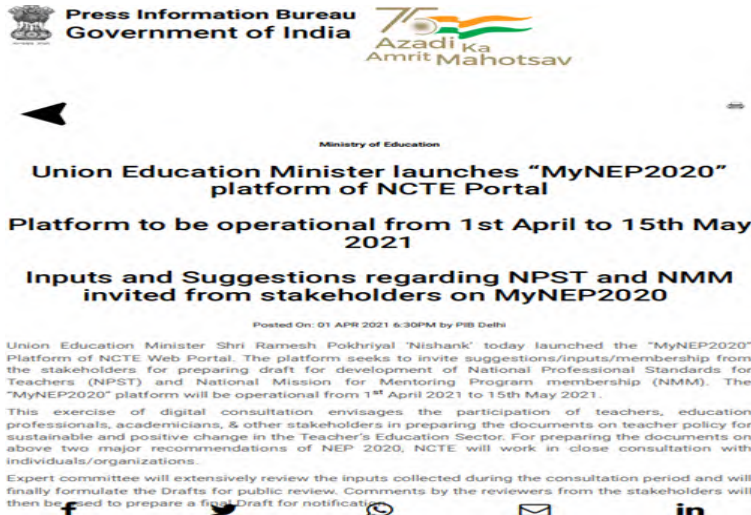 Press Information Bureau
Government of India
75
Azadi Ka
Amrit Mahotsav
Ministry of Education
Union Education Minister launches “MyNEP2020”
platform of NCTE Portal
Platform to be operational from 1st April to 15th May
2021
Inputs and Suggestions regarding NPST and NMM
invited from stakeholders on MyNEP2020
Posted On: 01 APR 2021 6:30PM by PIB Delhi
Union Education Minister Shri Ramesh Pokhriyal 'Nishank' today launched the "MyNEP2020"
Platform of NCTE Web Portal. The platform seeks to invite suggestions/inputs/membership from
the stakeholders for preparing draft for development of National Professional Standards for
Teachers (NPST) and National Mission for Mentoring Program membership (NMM). The
"MyNEP2020" platform will be operational from 1st April 2021 to 15th May 2021.
This exercise of digital consultation envisages the participation of teachers, education
professionals, academicians, & other stakeholders in preparing the documents on teacher policy for
sustainable and positive change in the Teacher's Education Sector. For preparing the documents on
above two major recommendations of NEP 2020, NCTE will work in close consultation with
individuals/organizations.
Expert committee will extensively review the inputs collected during the consultation period and will
finally formulate the Drafts for public review. Comments by the reviewers from the stakeholders will
then be used to prepare a final Draft for notification.